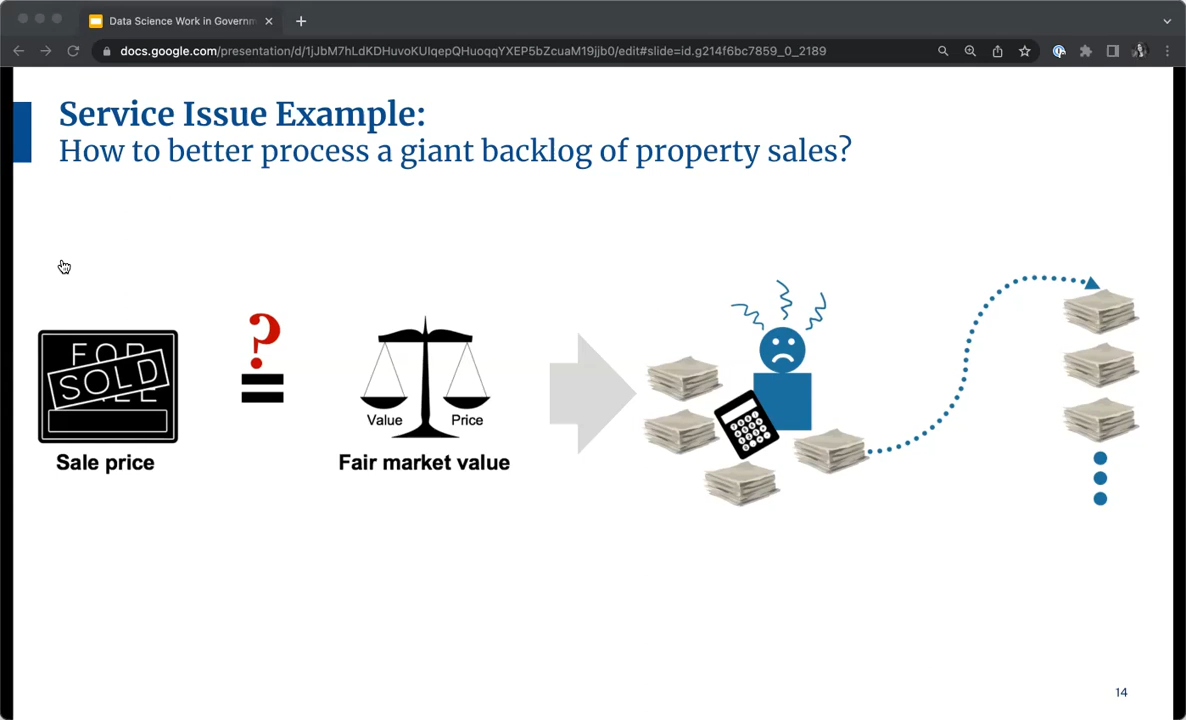 Data Science Work in Governm
docs.google.com/presentation/d/1jJbM7hLdKDHuvoKUIqepQHuoqqYXEP5bZcuaM19jjb0/edit#slide=id.g214f6bc7859_0_2189
Service Issue Example:
How to better process a giant backlog of property sales?
FOR
SOLD
?
=
Value
Price
Sale price
Fair market value
14